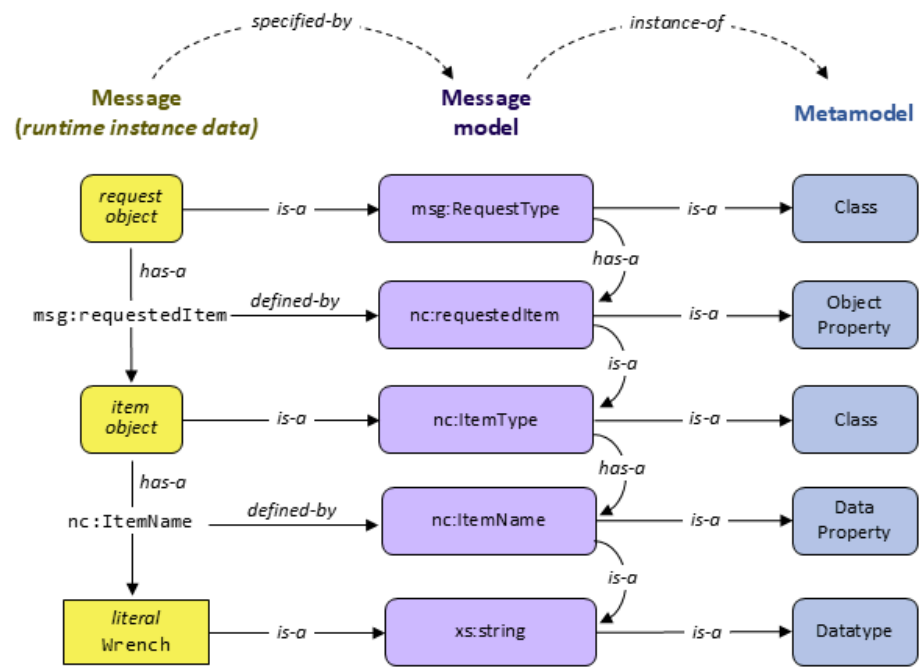 specified-by
instance-of
Message
(runtime instance data)
Message
model
Metamodel
request
object
is-a
msg:RequestType
is-a
Class
has-a
has-a
msg:requestedItem
defined-by
nc:requestedItem
is-a
Object
Property
is-a
item
object
is-a
nc:ItemType
is-a
Class
has-a
has-a
nc:ItemName
defined-by
nc:ItemName
is-a
Data
Property
is-a
literal
Wrench
is-a
xs:string
is-a
Datatype